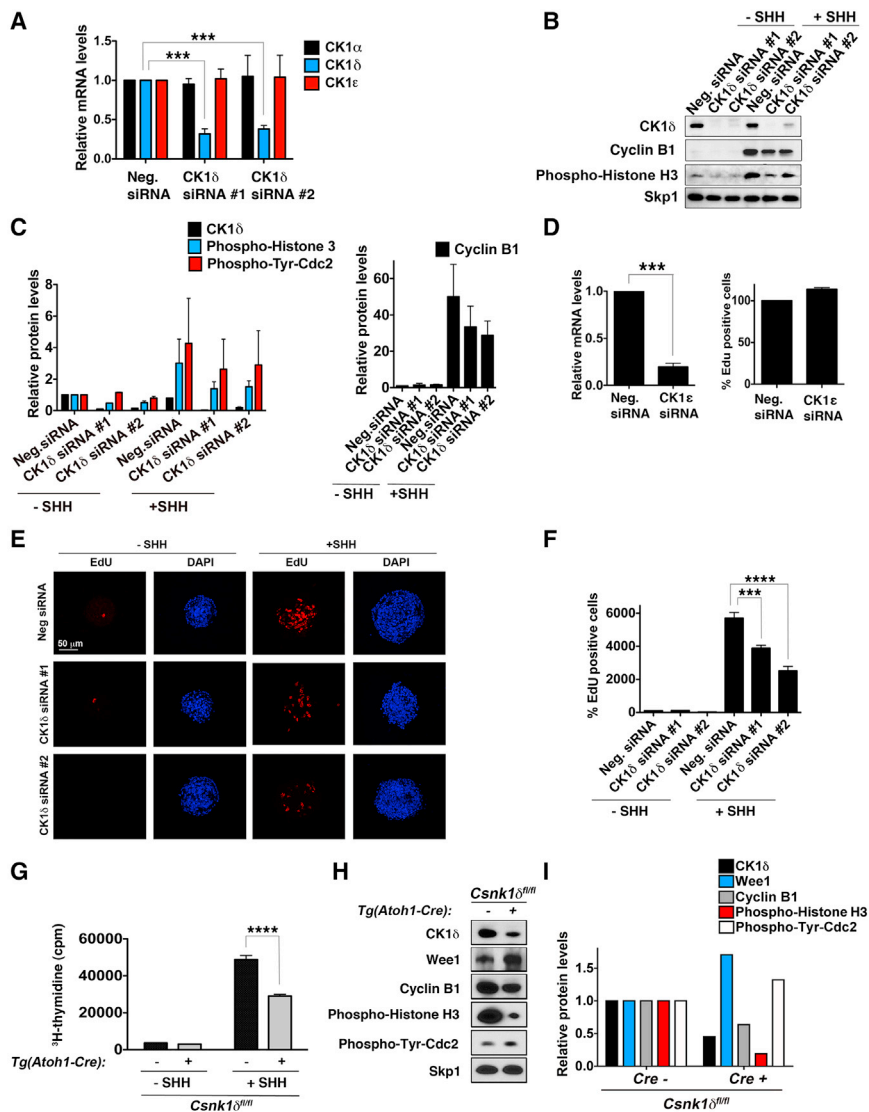 A
***
***
CK1α
CK1δ
CK1ε
Relative mRNA levels
1.5
1.0
0.5
0.0
Neg. siRNA
CK1δ siRNA #1
CK1δ siRNA #2
B
- SHH
+ SHH
Neg. siRNA
CK1δ siRNA #1
CK1δ siRNA #2
Neg. siRNA
CK1δ siRNA #1
CK1δ siRNA #2
CK1δ
Cyclin B1
Phospho-Histone H3
Skp1
C
CK1δ
Phospho-Histone 3
Phospho-Tyr-Cdc2
Relative protein levels
8
6
4
2
0
Neg.siRNA
CK1δ siRNA #1
CK1δ siRNA #2
Neg.siRNA
CK1δ siRNA #1
CK1δ siRNA #2
- SHH
+SHH
Cyclin B1
Relative protein levels
80
60
40
20
0
Neg.siRNA
CK1δ siRNA #1
CK1δ siRNA #2
Neg.siRNA
CK1δ siRNA #1
CK1δ siRNA #2
- SHH
+SHH
D
***
Relative mRNA levels
1.0
0.5
0.0
Neg. siRNA
CK1ε siRNA
% Edu positive cells
100
50
0
Neg. siRNA
CK1ε siRNA
E
- SHH
+SHH
EdU
DAPI
EdU
DAPI
Neg siRNA
50 μm
CK1δ siRNA #1
CK1δ siRNA #2
F
****
***
% EdU positive cells
6000
4000
2000
0
Neg. siRNA
CK1δ siRNA #1
CK1δ siRNA #2
Neg. siRNA
CK1δ siRNA #1
CK1δ siRNA #2
- SHH
+ SHH
G
****
³H-thymidine (cpm)
60000
40000
20000
0
Tg(Atoh1-Cre): - + - +
- SHH
+ SHH
Csnk1δfl/fl
H
Csnk1δfl/fl
Tg(Atoh1-Cre): - +
CK1δ
Wee1
Cyclin B1
Phospho-Histone H3
Phospho-Tyr-Cdc2
Skp1
I
CK1δ
Wee1
Cyclin B1
Phospho-Histone H3
Phospho-Tyr-Cdc2
Relative protein levels
1.5
1.0
0.5
0.0
Cre -
Cre +
Csnk1δfl/fl